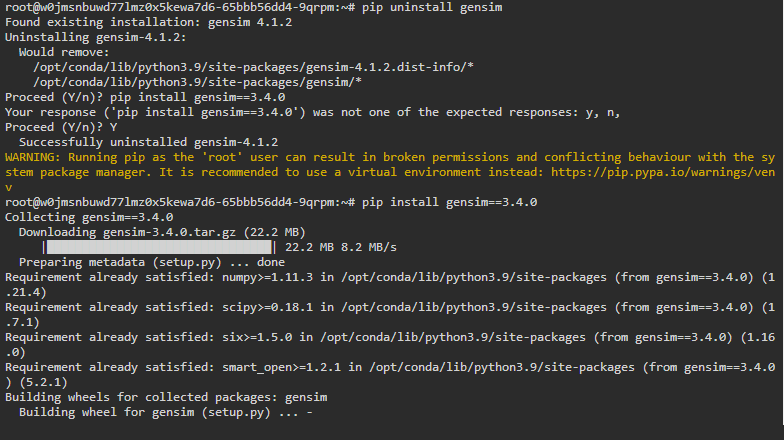 root@w0jmsnbuwd77lmz0x5kewa7d6-65bbb56dd4-9qrpm:~# pip uninstall gensim
Found existing installation: gensim 4.1.2
Uninstalling gensim-4.1.2:
  Would remove:
    /opt/conda/lib/python3.9/site-packages/gensim-4.1.2.dist-info/*
    /opt/conda/lib/python3.9/site-packages/gensim/*
Proceed (Y/n)? pip install gensim==3.4.0
Your response ('pip install gensim==3.4.0') was not one of the expected responses: y, n,
Proceed (Y/n)? Y
  Successfully uninstalled gensim-4.1.2
WARNING: Running pip as the 'root' user can result in broken permissions and conflicting behaviour with the sy
stem package manager. It is recommended to use a virtual environment instead: https://pip.pypa.io/warnings/ven
v
root@w0jmsnbuwd77lmz0x5kewa7d6-65bbb56dd4-9qrpm:~# pip install gensim==3.4.0
Collecting gensim==3.4.0
  Downloading gensim-3.4.0.tar.gz (22.2 MB)
     |████████████████████████████████| 22.2 MB 8.2 MB/s
  Preparing metadata (setup.py) ... done
Requirement already satisfied: numpy>=1.11.3 in /opt/conda/lib/python3.9/site-packages (from gensim==3.4.0) (1
.21.4)
Requirement already satisfied: scipy>=0.18.1 in /opt/conda/lib/python3.9/site-packages (from gensim==3.4.0) (1
.7.1)
Requirement already satisfied: six>=1.5.0 in /opt/conda/lib/python3.9/site-packages (from gensim==3.4.0) (1.16
.0)
Requirement already satisfied: smart_open>=1.2.1 in /opt/conda/lib/python3.9/site-packages (from gensim==3.4.0
) (5.2.1)
Building wheels for collected packages: gensim
  Building wheel for gensim (setup.py) ... -